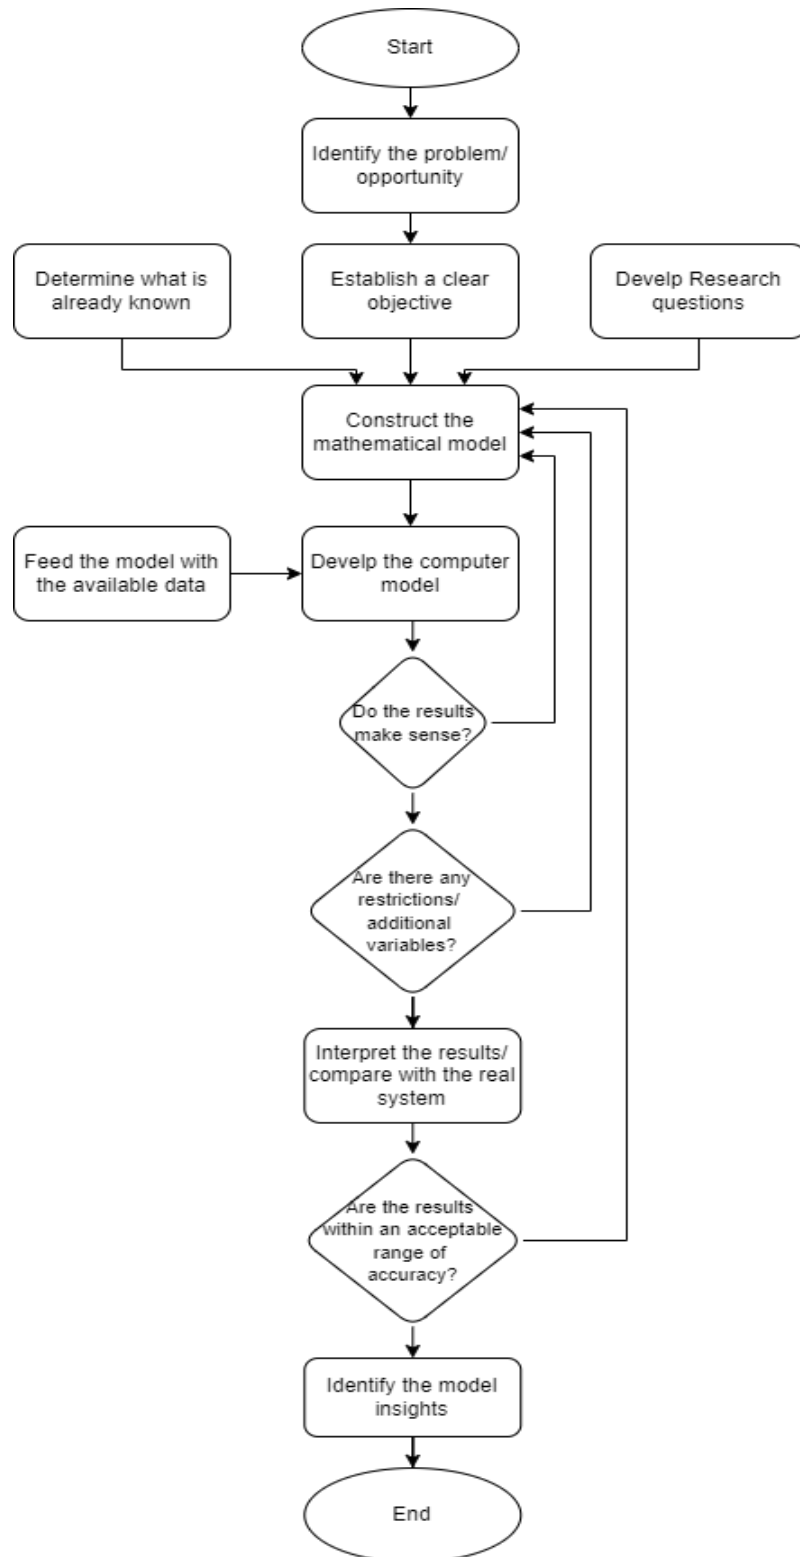 Start
Identify the problem/
opportunity
Determine what is
already known
Establish a clear
objective
Develp Research
questions
Construct the
mathematical model
Feed the model with
the available data
Develp the computer
model
Do the results
make sense?
Are there any
restrictions/
additional
variables?
Interpret the results/
compare with the real
system
Are the results
within an acceptable
range of
accuracy?
Identify the model
insights
End